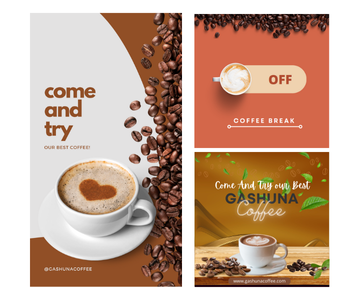 come
and
try
OUR BEST COFFEE!
@GASHUNACOFFEE
OFF
COFFEE BREAK
Come And Try our Best
GASHUNA
Coffee
www.gashunacoffee.com